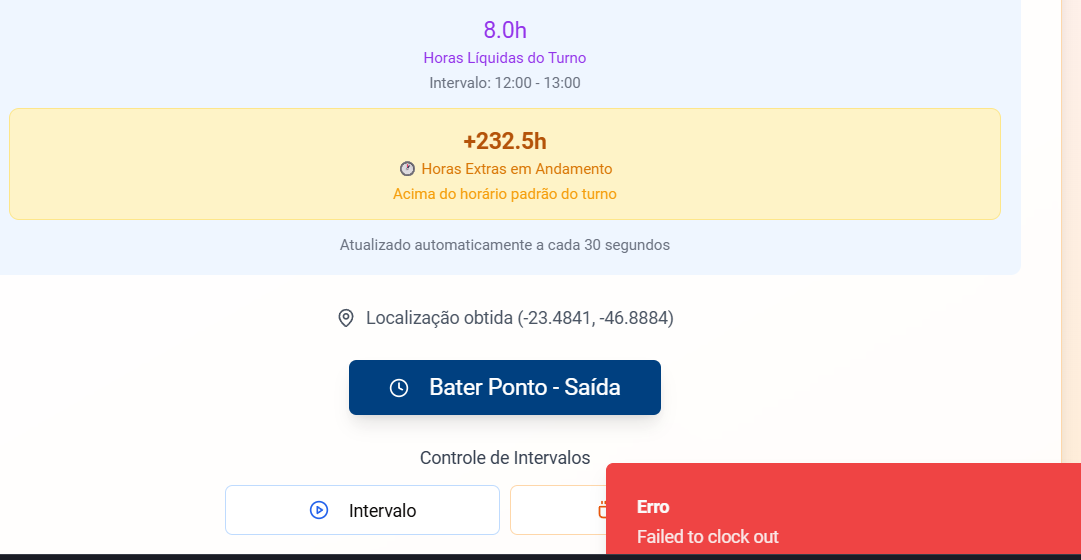 8.0h
Horas Líquidas do Turno
Intervalo: 12:00 - 13:00
+232.5h
Horas Extras em Andamento
Acima do horário padrão do turno
Atualizado automaticamente a cada 30 segundos
Localização obtida (-23.4841, -46.8884)
Bater Ponto - Saída
Controle de Intervalos
Intervalo
Erro
Failed to clock out